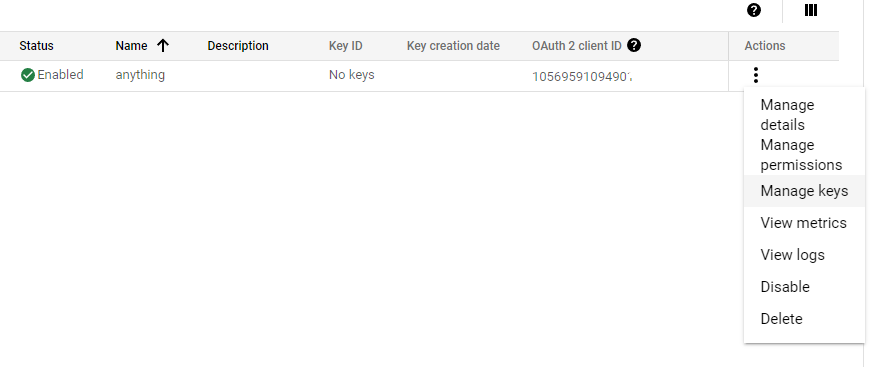 Status Name Description Key ID Key creation date OAuth 2 client ID Actions
Enabled anything No keys 1056959109490
Manage
details
Manage
permissions
Manage keys
View metrics
View logs
Disable
Delete